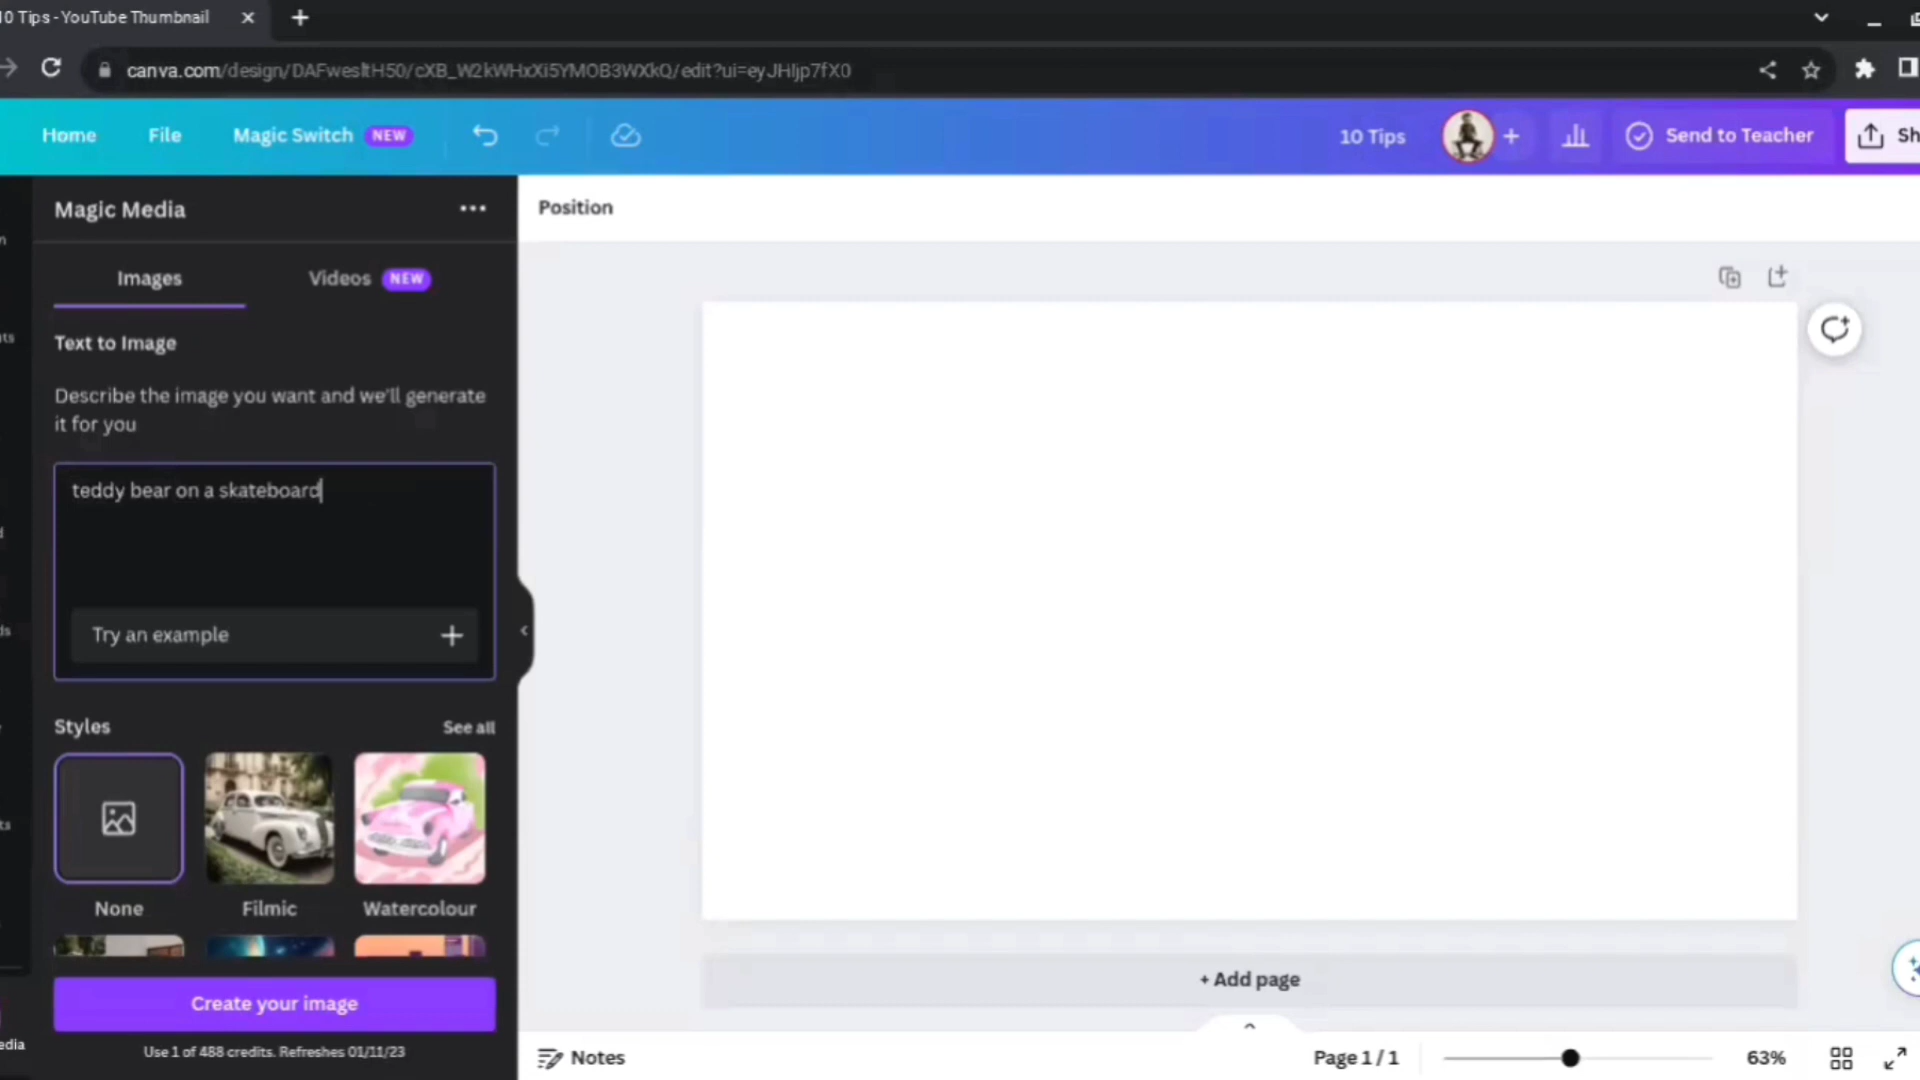 10 Tips - YouTube Thumbnail
canva.com/design/DAFwesltH50/cXB_W2kWHxXi5YMOB3WXkQ/edit?ui=eyJHIjp7fX0
Home File Magic Switch NEW 10 Tips + Send to Teacher
Magic Media
Position
Images Videos NEW
Text to Image
Describe the image you want and we'll generate
it for you
teddy bear on a skateboard
Try an example +
Styles See all
None Filmic Watercolour
+ Add page
Create your image
Use 1 of 488 credits. Refreshes 01/11/23
Notes Page 1 / 1 63%